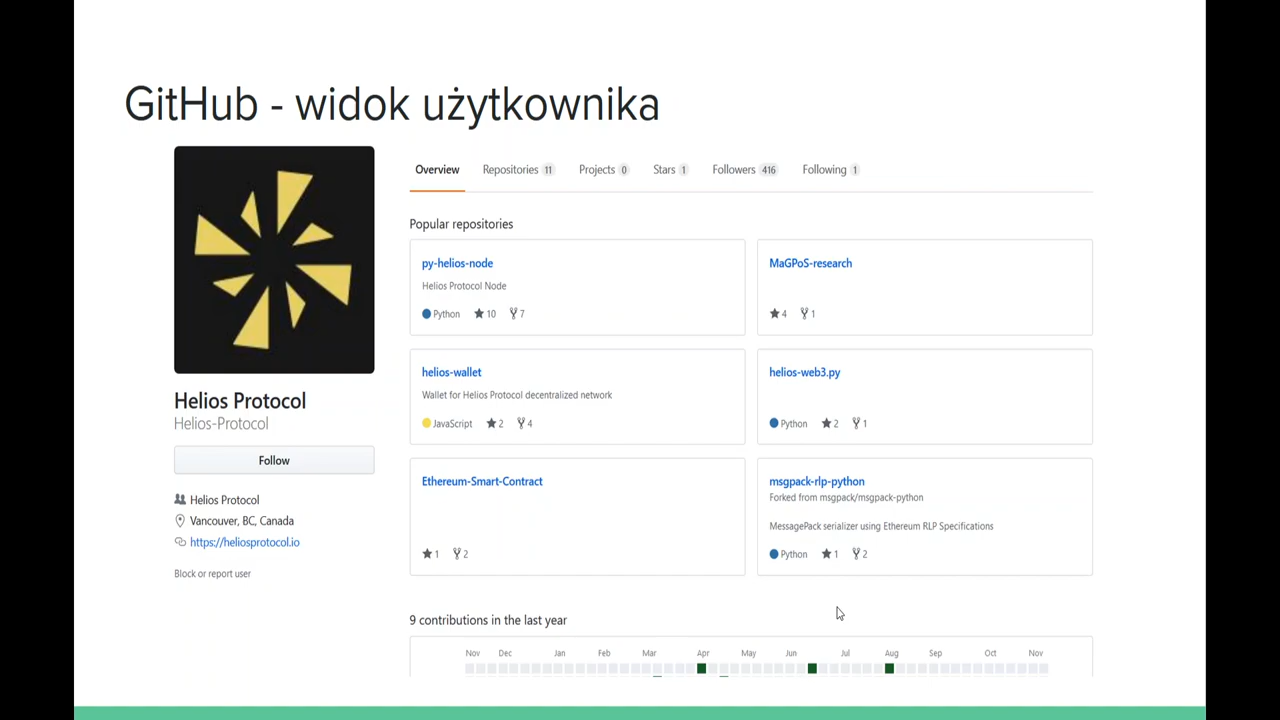 GitHub - widok użytkownika
Overview Repositories 11 Projects 0 Stars 1 Followers 416 Following 1
Popular repositories
py-helios-node
Helios Protocol Node
Python 10 7
MaGPoS-research
4 1
helios-wallet
Wallet for Helios Protocol decentralized network
JavaScript 2 4
helios-web3.py
Python 2 1
Ethereum-Smart-Contract
1 2
msgpack-rlp-python
Forked from msgpack/msgpack-python
MessagePack serializer using Ethereum RLP Specifications
Python 1 2
Helios Protocol
Helios-Protocol
Follow
Helios Protocol
Vancouver, BC, Canada
https://heliosprotocol.io
Block or report user
9 contributions in the last year
Nov Dec Jan Feb Mar Apr May Jun Jul Aug Sep Oct Nov